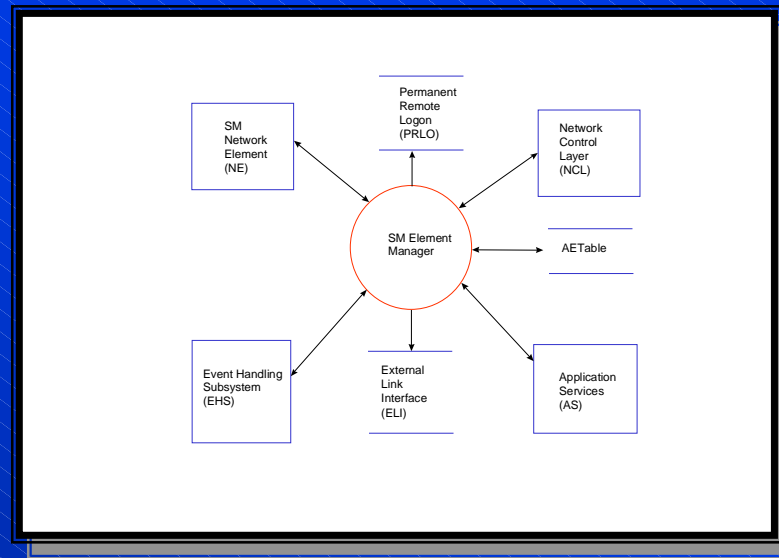 Permanent
Remote
Logon
(PRLO)
SM
Network
Element
(NE)
Network
Control
Layer
(NCL)
SM Element
Manager
AETable
Event Handling
Subsystem
(EHS)
External
Link
Interface
(ELI)
Application
Services
(AS)